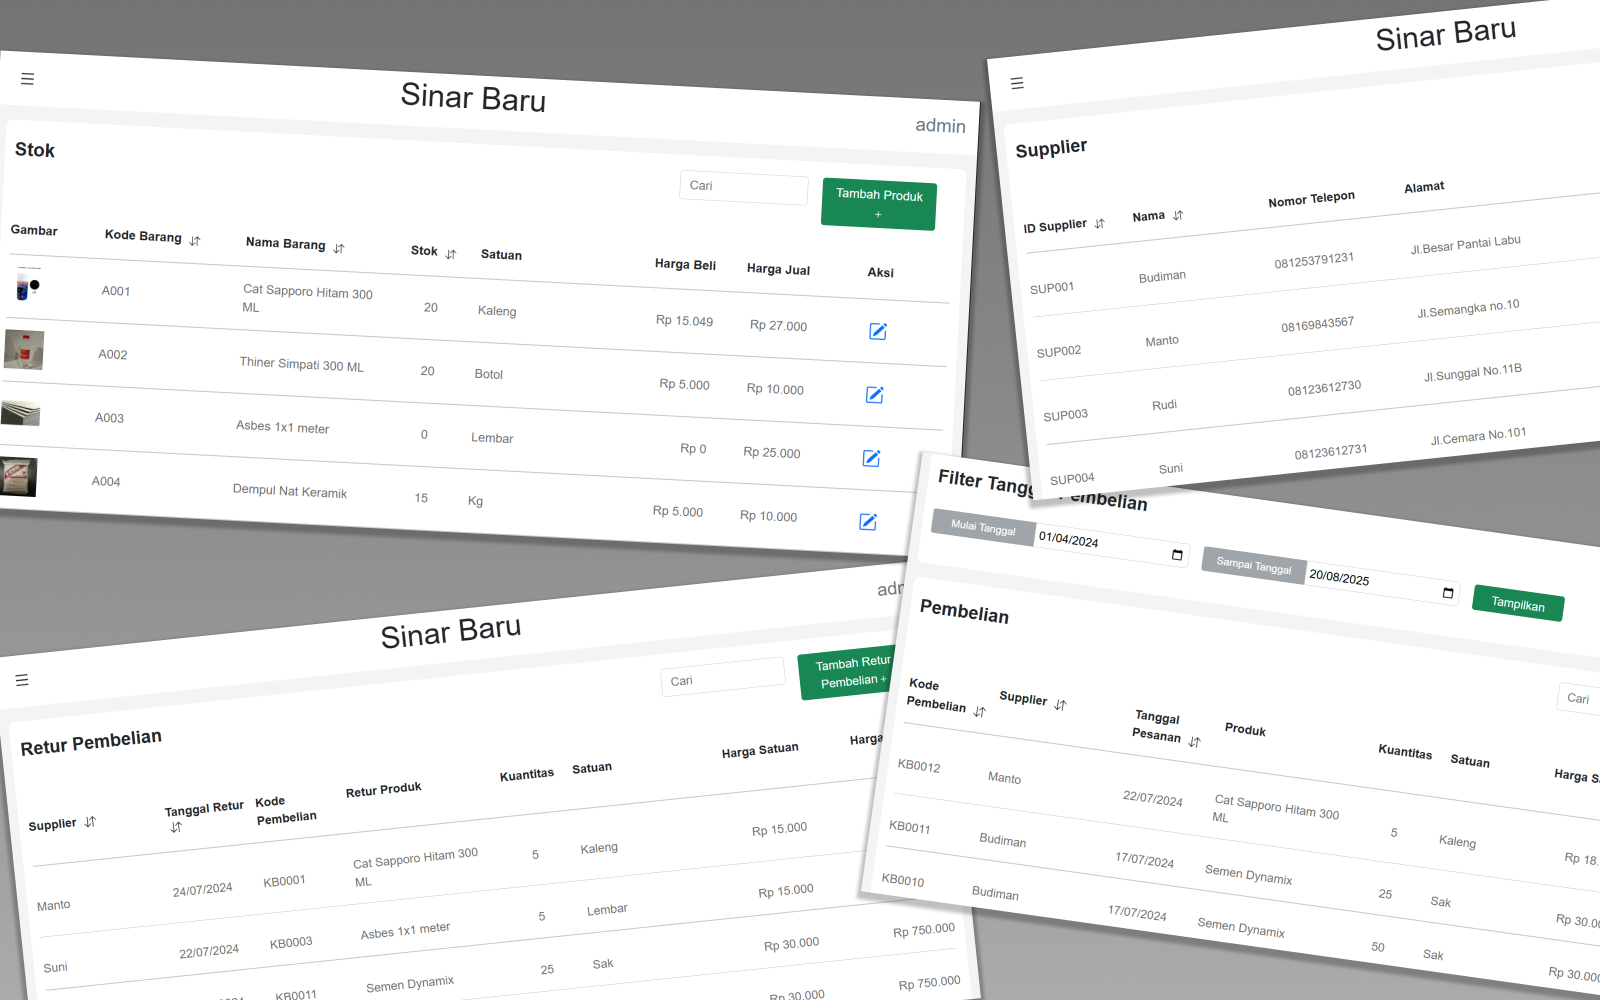 Sinar Baru
admin
Stok
Cari
Tambah Produk
+
Gambar Kode Barang Nama Barang Stok Satuan Harga Beli Harga Jual Aksi
A001 Cat Sapporo Hitam 300 ML 20 Kaleng Rp 15.049 Rp 27.000
A002 Thiner Simpati 300 ML 20 Botol Rp 5.000 Rp 10.000
A003 Asbes 1x1 meter 0 Lembar Rp 0 Rp 25.000
A004 Dempul Nat Keramik 15 Kg Rp 5.000 Rp 10.000
Sinar Baru
Supplier
ID Supplier Nama Nomor Telepon Alamat
SUP001 Budiman 081253791231 Jl.Besar Pantai Labu
SUP002 Manto 08169843567 Jl.Semangka no.10
SUP003 Rudi 08123612730 Jl.Sunggal No.11B
SUP004 Suni 08123612731 Jl.Cemara No.101
Sinar Baru
Retur Pembelian
Cari
Tambah Retur
Pembelian +
Supplier Tanggal Retur Kode Pembelian Retur Produk Kuantitas Satuan Harga Satuan Harga
Manto 24/07/2024 KB0001 Cat Sapporo Hitam 300 ML 5 Kaleng Rp 15.000
Suni 22/07/2024 KB0003 Asbes 1x1 meter 5 Lembar Rp 15.000
KB0011 Semen Dynamix 25 Sak Rp 30.000 Rp 750.000
Rp 30.000 Rp 750.000
Filter Pembelian
Mulai Tanggal 01/04/2024 Sampai Tanggal 20/08/2025 Tampilkan
Pembelian
Cari
Kode Pembelian Supplier Tanggal Pesanan Produk Kuantitas Satuan Harga
KB0012 Manto 22/07/2024 Cat Sapporo Hitam 300 ML 5 Kaleng Rp 18.
KB0011 Budiman 17/07/2024 Semen Dynamix 25 Sak Rp 30.00
KB0010 Budiman 17/07/2024 Semen Dynamix 50 Sak Rp 30.000